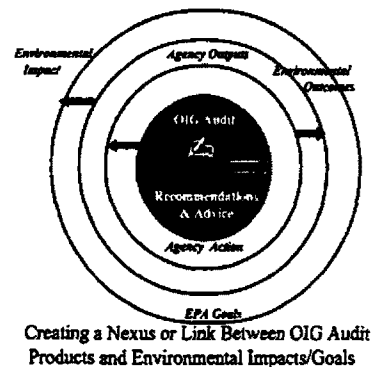 Environmental
Impact
Agency Outputs
Environmental
Outcomes
OIG Audit
Recommendations
& Advice
Agency Action
EPA Goals
Creating a Nexus or Link Between OIG Audit
Products and Environmental Impacts/Goals